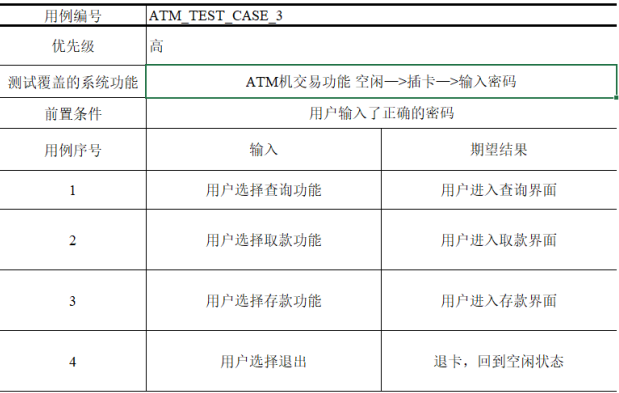 用例编号 ATM_TEST_CASE_3
优先级 高
测试覆盖的系统功能 ATM机交易功能 空闲—>插卡—>输入密码
前置条件 用户输入了正确的密码
用例序号 输入 期望结果
1 用户选择查询功能 用户进入查询界面
2 用户选择取款功能 用户进入取款界面
3 用户选择存款功能 用户进入存款界面
4 用户选择退出 退卡，回到空闲状态